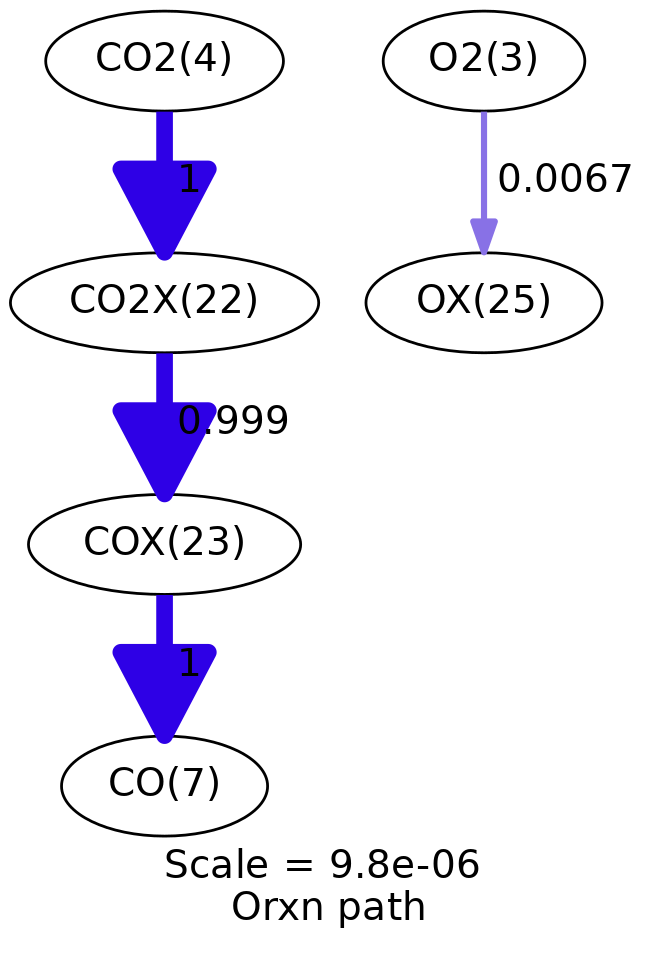 CO2(4)
O2(3)
1
0.0067
CO2X(22)
OX(25)
0.999
COX(23)
1
CO(7)
Scale = 9.8e-06
Orxn path